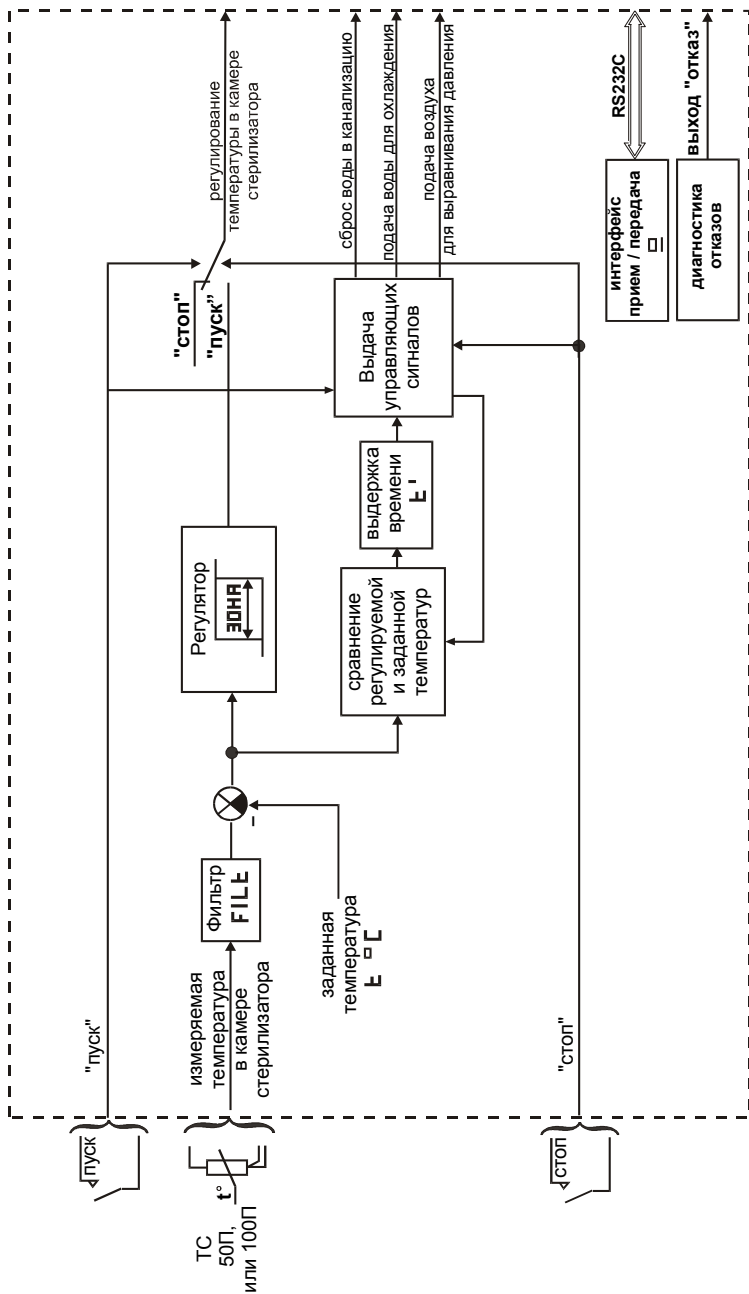 пуск
ТС
50П,
или 100П
t°
стоп
"пуск"
измеряемая
температура
в камере
стерилизатора
"стоп"
Фильтр
FILt
заданная
температура
t °C
-
Регулятор
ЗОНА
сравнение
регулируемой
и заданной
температур
выдержка
времени
t '
Выдача
управляющих
сигналов
"стоп"
"пуск"
регулирование
температуры в камере
стерилизатора
сброс воды в канализацию
подача воды для охлаждения
подача воздуха
для выравнивания давления
интерфейс
прием / передача
RS232C
диагностика
отказов
выход "отказ"